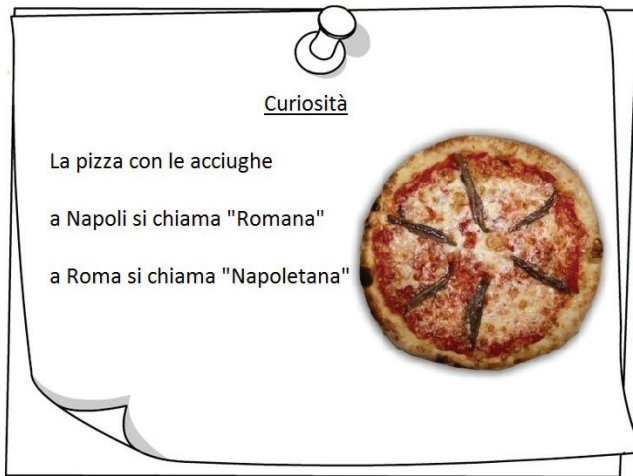 Curiosità
La pizza con le acciughe
a Napoli si chiama "Romana"
a Roma si chiama "Napoletana"